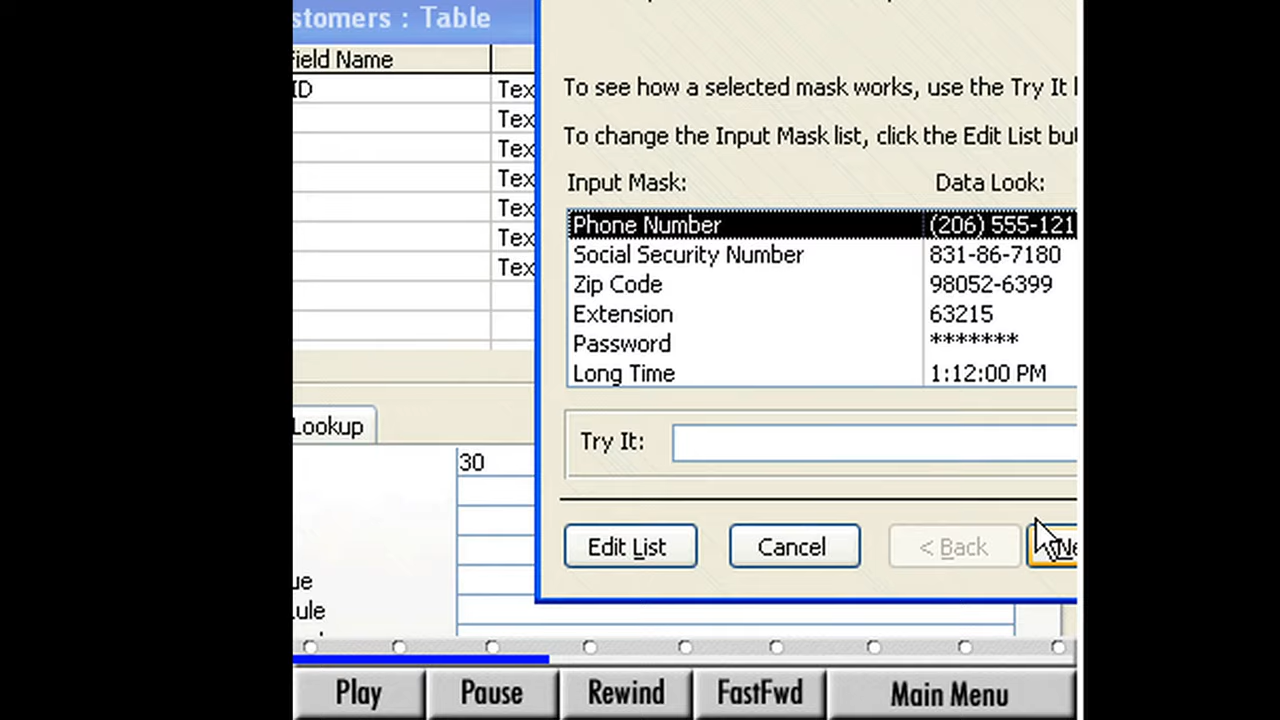 stomers : Table
Field Name
ID
Tex
Tex
Tex
Tex
Tex
Tex
Tex
To see how a selected mask works, use the Try It
To change the Input Mask list, click the Edit List but
Input Mask: Data Look:
Phone Number (206) 555-121
Social Security Number 831-86-7180
Zip Code 98052-6399
Extension 63215
Password *******
Long Time 1:12:00 PM
Lookup
Try It:
30
Edit List Cancel < Back Ne
ue
ule
Play Pause Rewind FastFwd Main Menu